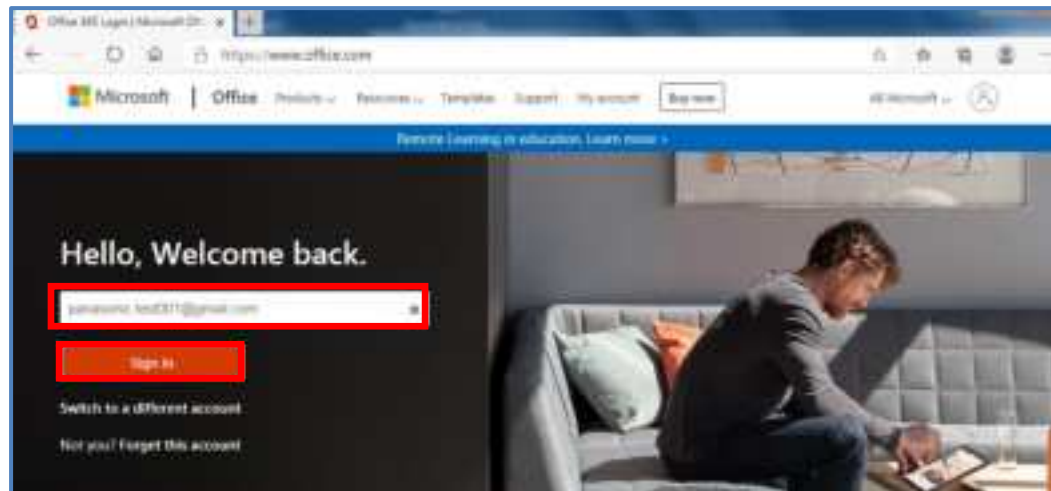 Office 365 Login | Microsoft Of
https://www.office.com
Microsoft | Office Products Resources Templates Support My account Buy now All Microsoft
Remote Learning in education. Learn more >
Hello, Welcome back.
Sign in
Switch to a different account
Not you? Forget this account